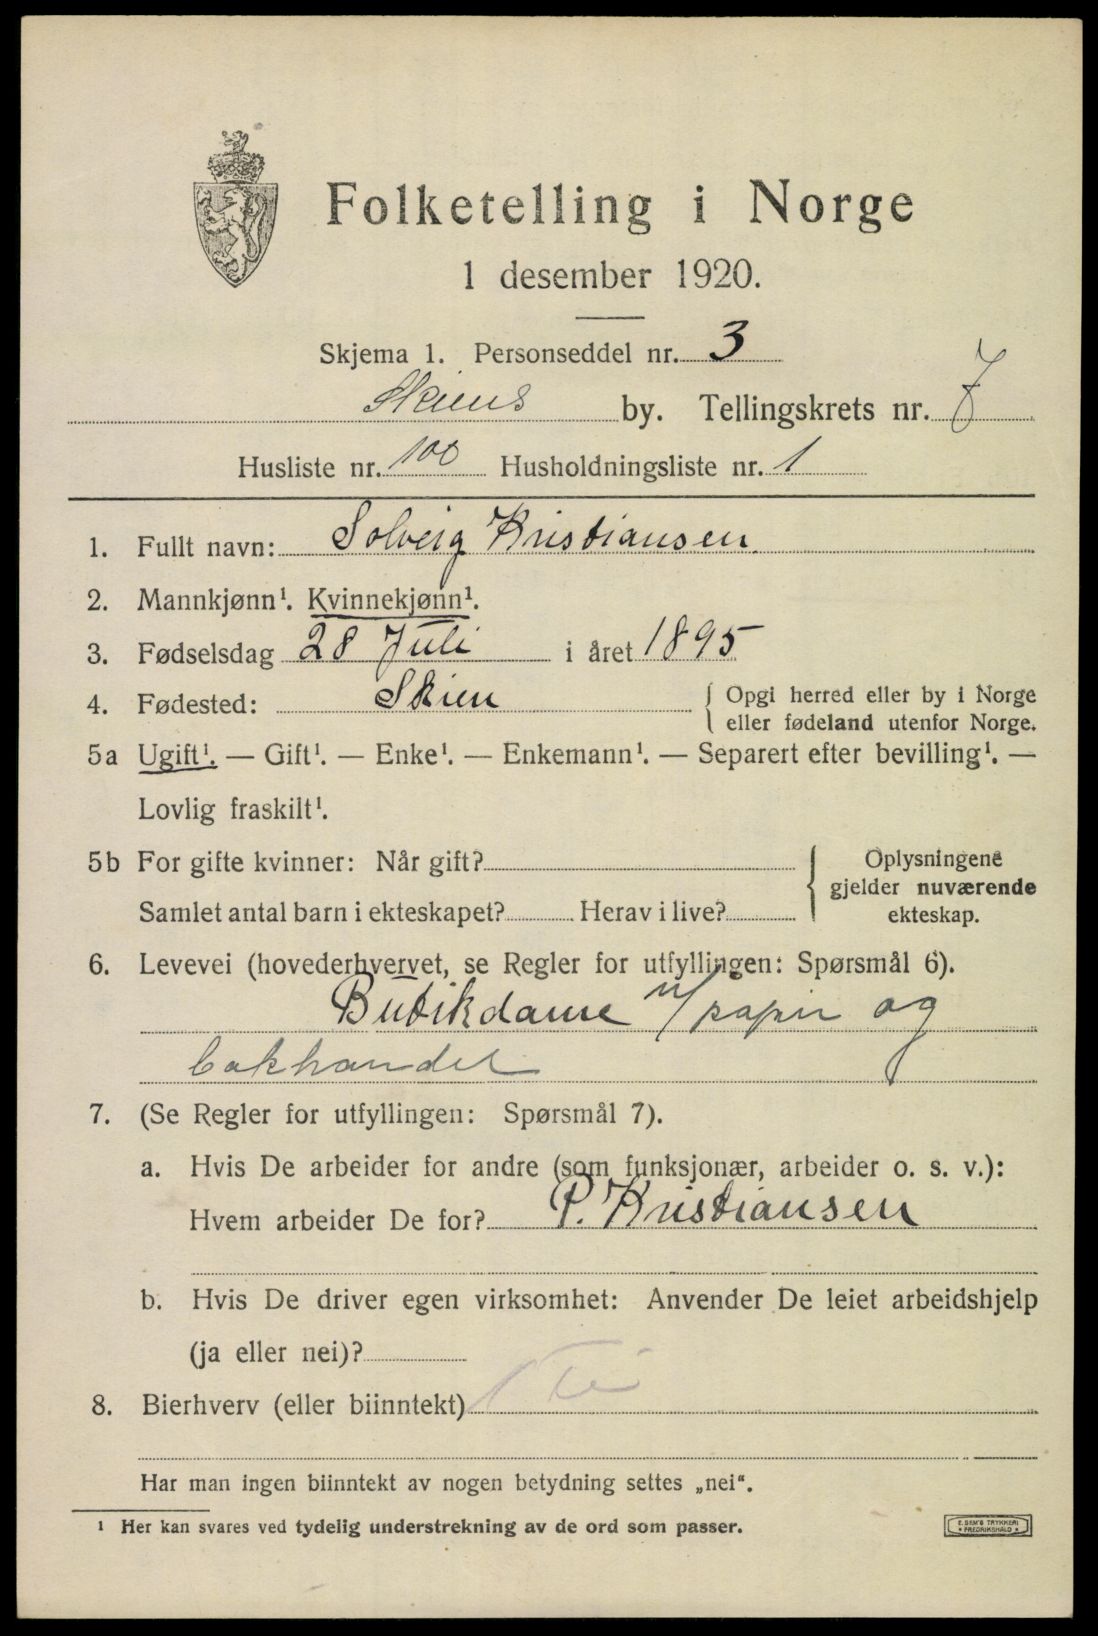 Folketelling i Norge
1 desember 1920.
Skjema 1. Personseddel nr. 3
Skiens by. Tellingskrets nr. 7
Husliste nr. 100 Husholdningsliste nr. 1
1. Fullt navn: Solveig Kristiansen
2. Mannkjønn¹. Kvinnekjønn¹.
3. Fødselsdag 28 Juli i året 1895
4. Fødested: Skien { Opgi herred eller by i Norge
eller fødeland utenfor Norge.
5a Ugift¹. — Gift¹. — Enke¹. — Enkemann¹. — Separert efter bevilling¹. —
Lovlig fraskilt¹.
5b For gifte kvinner: Når gift? { Oplysningene
gjelder nuværende
Samlet antal barn i ekteskapet? Herav i live? ekteskap.
6. Levevei (hovederhvervet, se Regler for utfyllingen: Spørsmål 6).
Butikdame v/papir og
bokhandel
7. (Se Regler for utfyllingen: Spørsmål 7).
a. Hvis De arbeider for andre (som funksjonær, arbeider o. s. v.):
Hvem arbeider De for? P. Kristiansen
b. Hvis De driver egen virksomhet: Anvender De leiet arbeidshjelp
(ja eller nei)?
8. Bierhverv (eller biinntekt) Nei
Har man ingen biinntekt av nogen betydning settes „nei“.
¹ Her kan svares ved tydelig understrekning av de ord som passer.
E. SEM'S TRYKKERI
• FREDRIKSHALD •